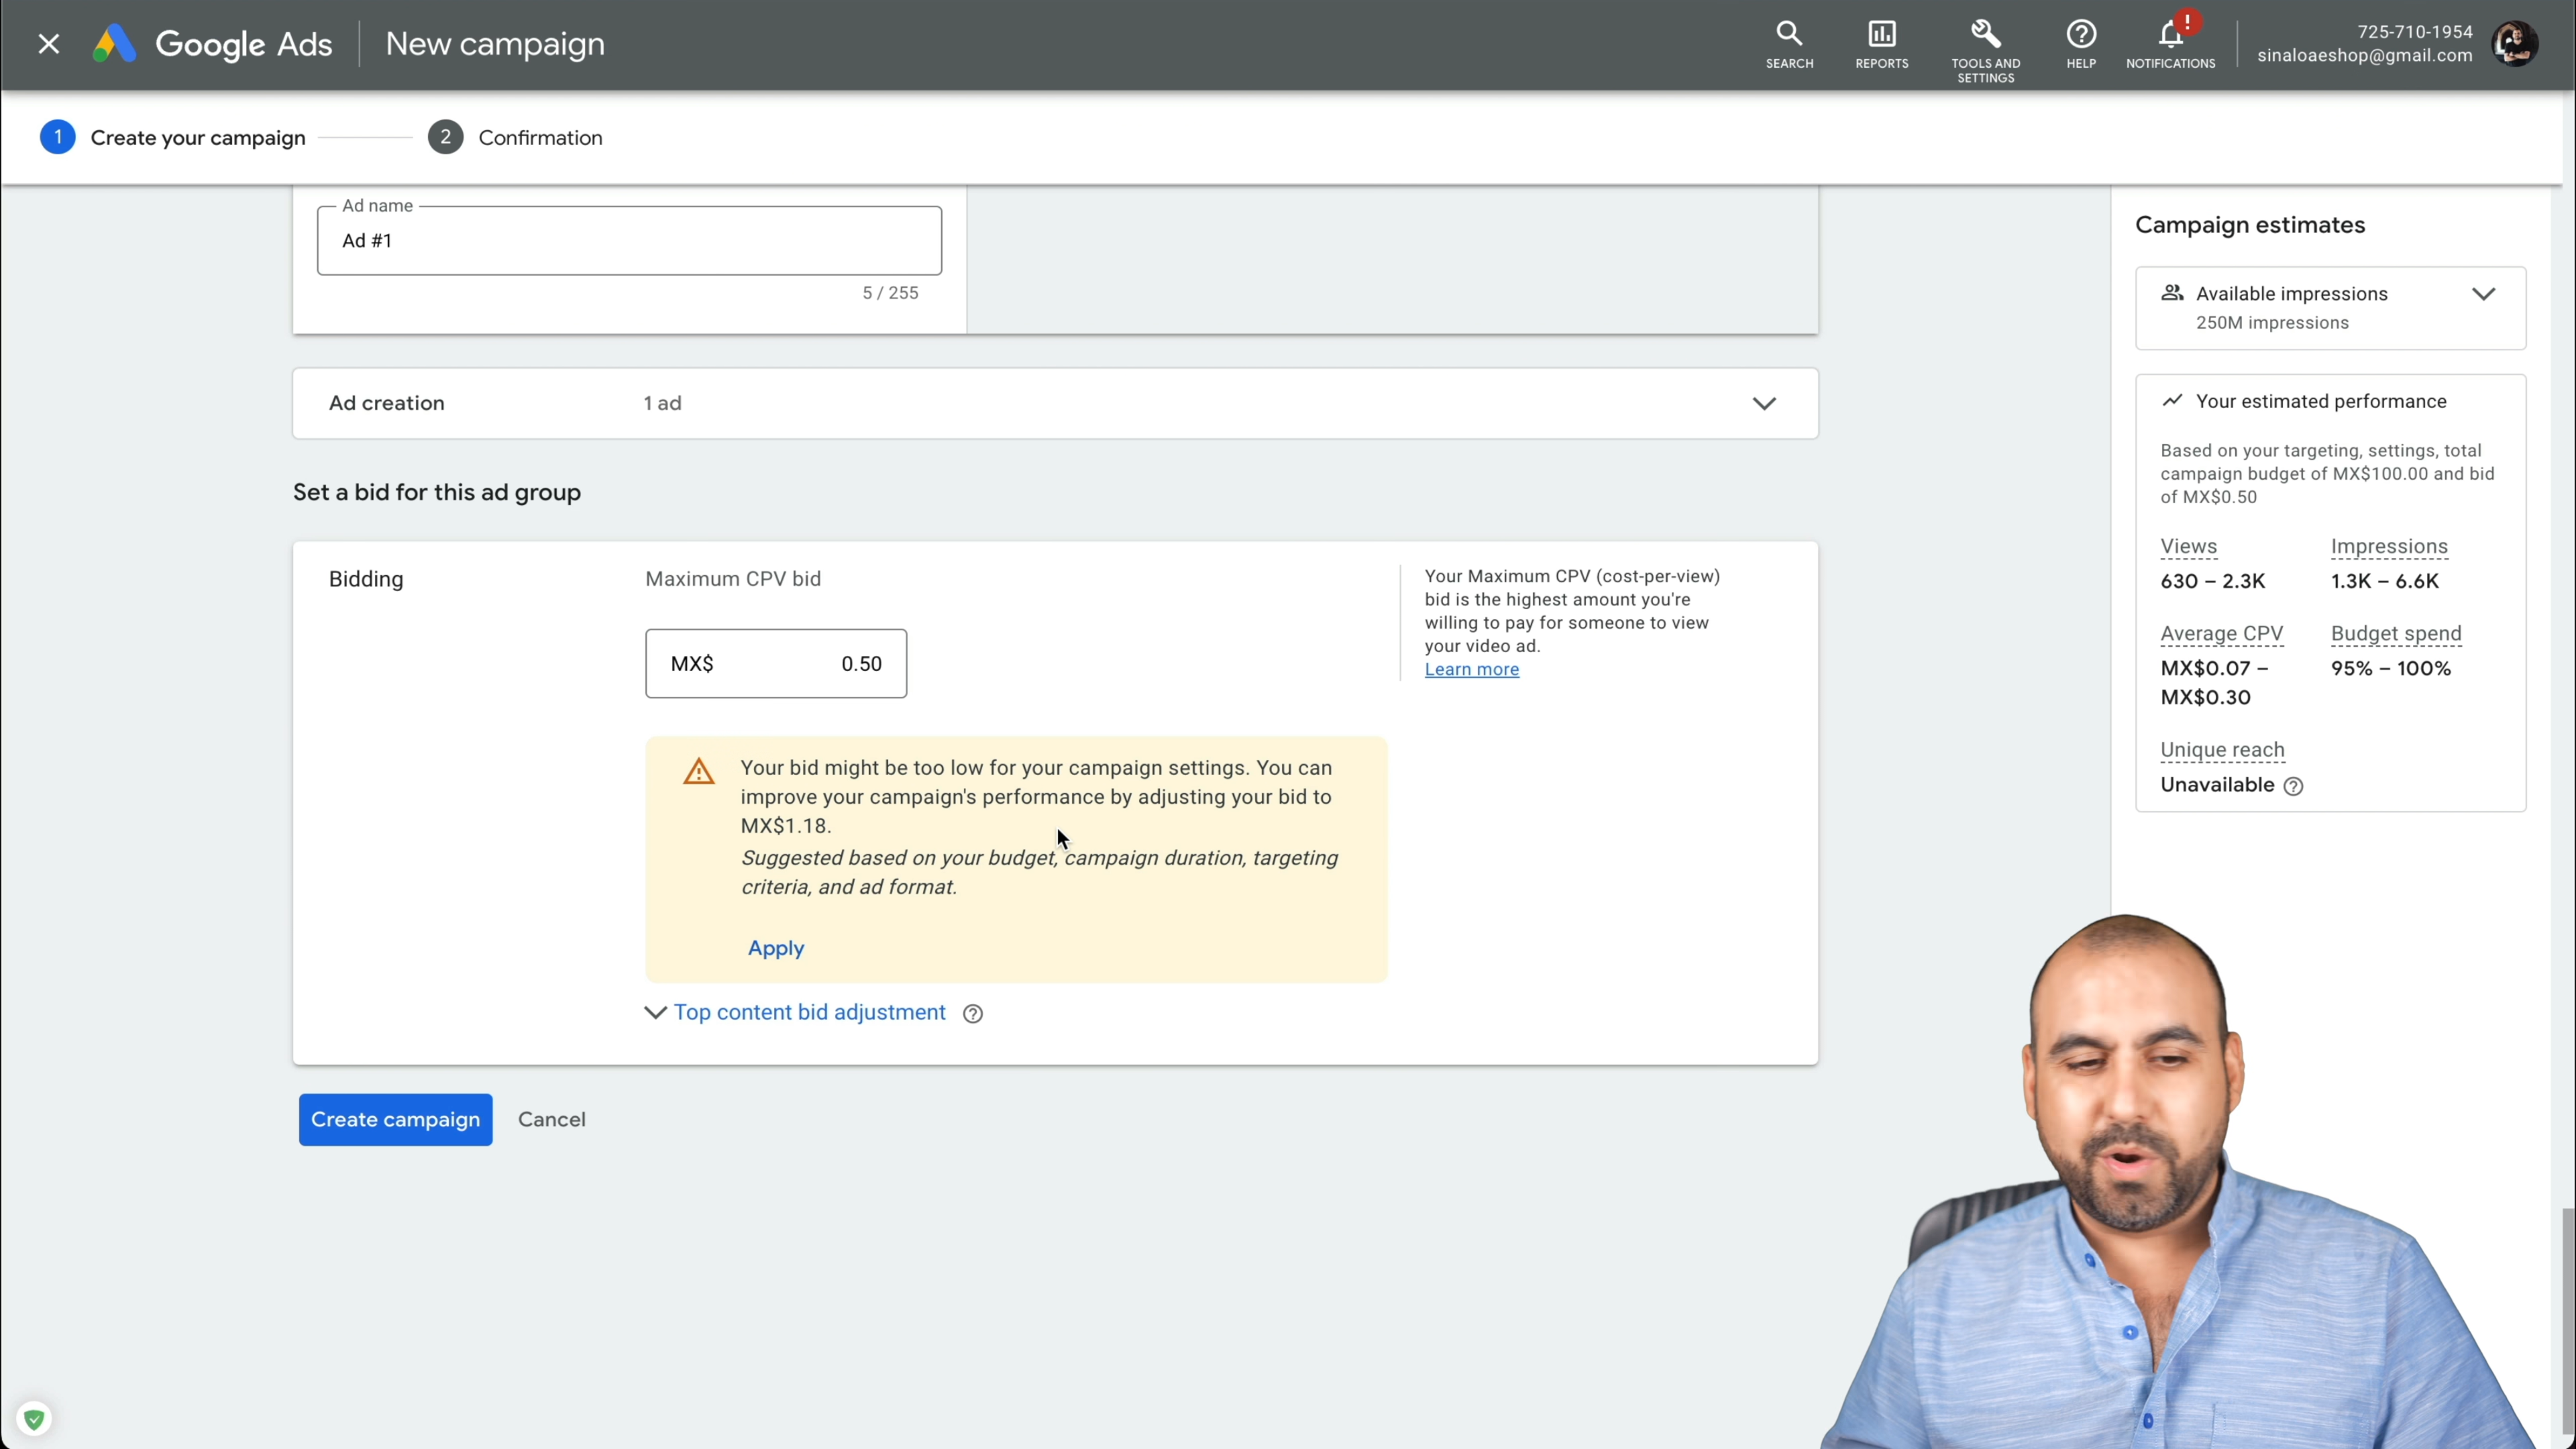 Google Ads
New campaign
SEARCH
REPORTS
TOOLS AND
SETTINGS
HELP
!
NOTIFICATIONS
725-710-1954
sinaloaeshop@gmail.com
1
Create your campaign
2
Confirmation
Ad name
Ad #1
5 / 255
Ad creation
1 ad
Set a bid for this ad group
Bidding
Maximum CPV bid
MX$ 0.50
Your Maximum CPV (cost-per-view)
bid is the highest amount you're
willing to pay for someone to view
your video ad.
Learn more
Your bid might be too low for your campaign settings. You can
improve your campaign's performance by adjusting your bid to
MX$1.18.
Suggested based on your budget, campaign duration, targeting
criteria, and ad format.
Apply
Top content bid adjustment
Create campaign
Cancel
Campaign estimates
Available impressions
250M impressions
Your estimated performance
Based on your targeting, settings, total
campaign budget of MX$100.00 and bid
of MX$0.50
Views
630 – 2.3K
Impressions
1.3K – 6.6K
Average CPV
MX$0.07 –
MX$0.30
Budget spend
95% – 100%
Unique reach
Unavailable